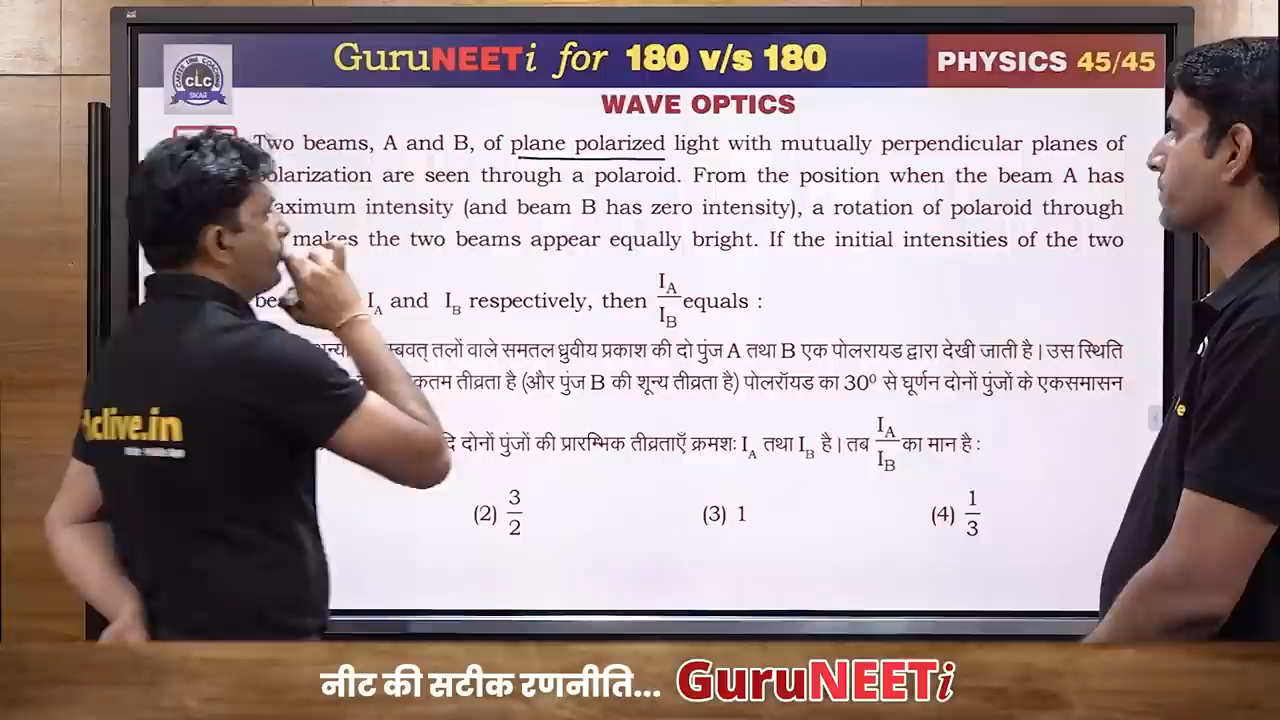 GuruNEETi for 180 v/s 180
PHYSICS 45/45
CLC
SIKAR
WAVE OPTICS
Two beams, A and B, of plane polarized light with mutually perpendicular planes of
are seen through a polaroid. From the position when the beam A has
intensity (and beam B has zero intensity), a rotation of polaroid through
makes the two beams appear equally bright. If the initial intensities of the two
I_A and I_B respectively, then I_A/I_B equals :
तलों वाले समतल ध्रुवीय प्रकाश की दो पुंज A तथा B एक पोलरायड द्वारा देखी जाती है। उस स्थिति
तीव्रता है (और पुंज B की शून्य तीव्रता है) पोलरॉयड का 30⁰ से घूर्णन दोनों पुंजों के एकसमासन
दोनों पुंजों की प्रारम्भिक तीव्रताएँ क्रमशः I_A तथा I_B है। तब I_A/I_B का मान है :
(2) 3/2
(3) 1
(4) 1/3
clive.in
नीट की सटीक रणनीति... GuruNEETi